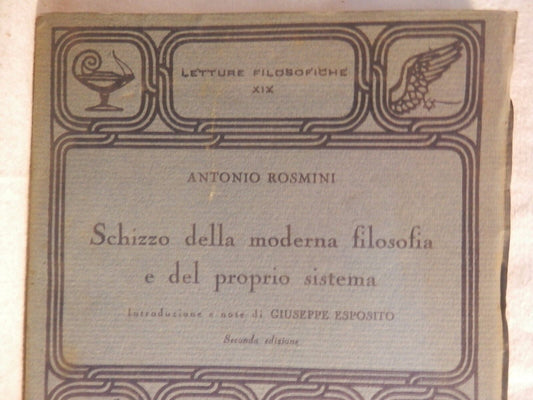 LETTURE FILOSOFICHE
XIX
ANTONIO ROSMINI
Schizzo della moderna filosofia
e del proprio sistema
Introduzione e note di GIUSEPPE ESPOSITO
Seconda edizione